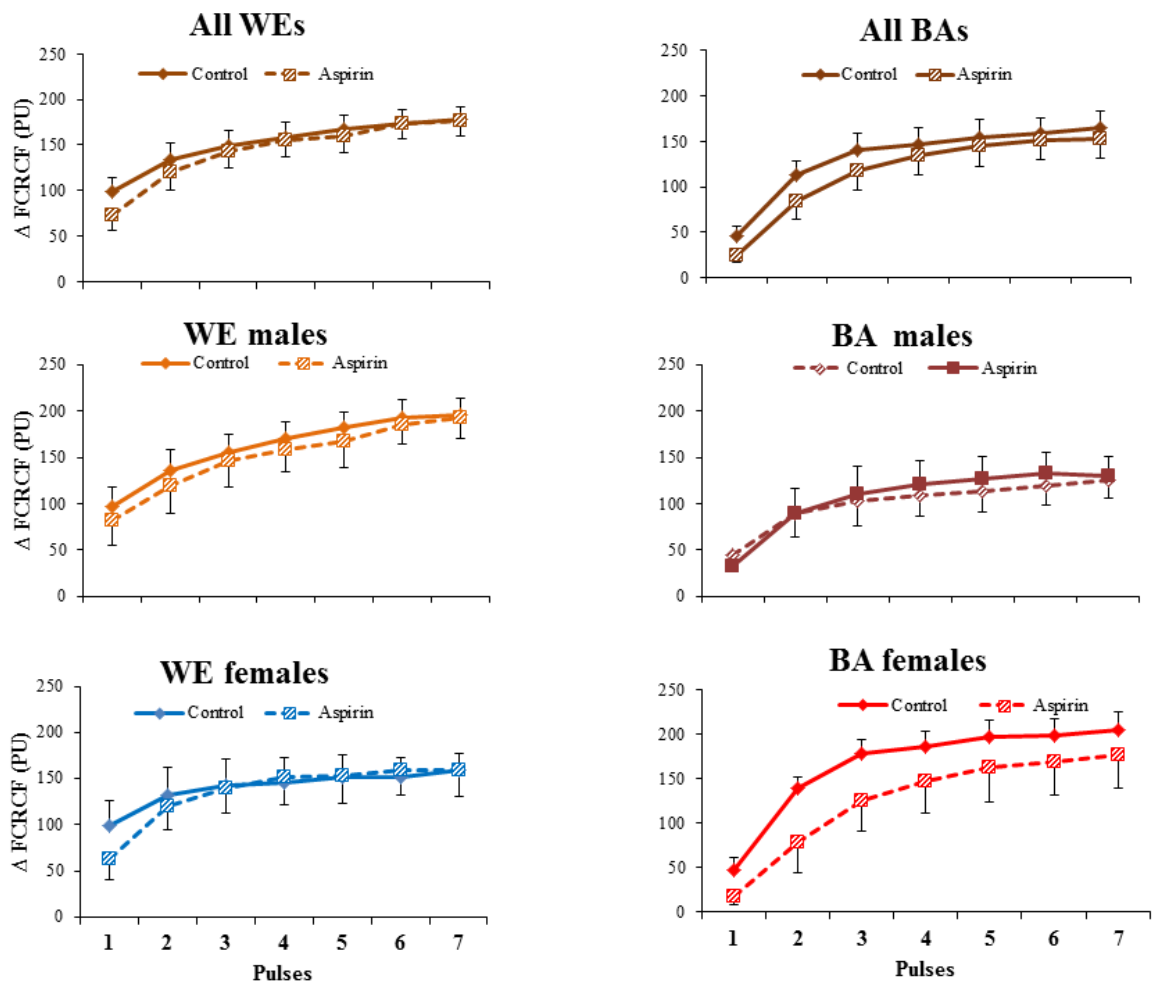 All WEs
Control Aspirin
250
200
150
100
50
0
Δ FCRCF (PU)
All BAs
Control Aspirin
250
200
150
100
50
0
WE males
Control Aspirin
250
200
150
100
50
0
Δ FCRCF (PU)
BA males
Control Aspirin
250
200
150
100
50
0
WE females
Control Aspirin
250
200
150
100
50
0
Δ FCRCF (PU)
1 2 3 4 5 6 7
Pulses
BA females
Control Aspirin
250
200
150
100
50
0
1 2 3 4 5 6 7
Pulses